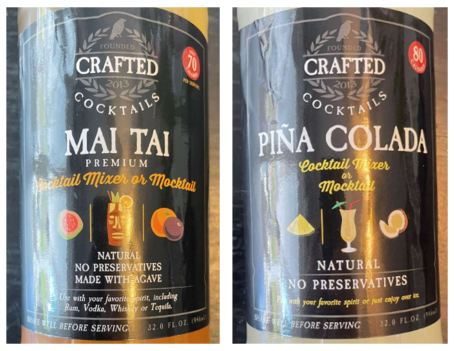 FOUNDED
CRAFTED
2013
COCKTAILS
70
MAI TAI
PREMIUM
Cocktail Mixer or Mocktail
NATURAL
NO PRESERVATIVES
MADE WITH AGAVE
Use with your favorite Spirit, including
Rum, Vodka, Whiskey or Tequila.
SHAKE WELL BEFORE SERVING
32.0 FL. OZ.
FOUNDED
CRAFTED
2013
COCKTAILS
80
PIÑA COLADA
Cocktail Mixer
or
Mocktail
NATURAL
NO PRESERVATIVES
with your favorite spirit or just enjoy over ice.
SHAKE WELL BEFORE SERVING
32.0 FL. OZ.